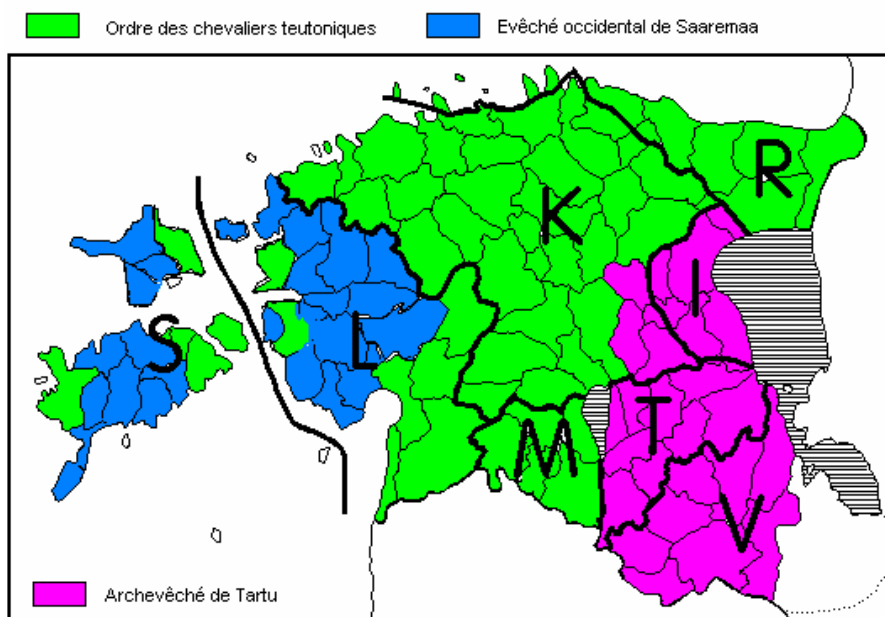 Ordre des chevaliers teutoniques Evêché occidental de Saaremaa
R
K
I
S L
T
M
V
Archevêché de Tartu